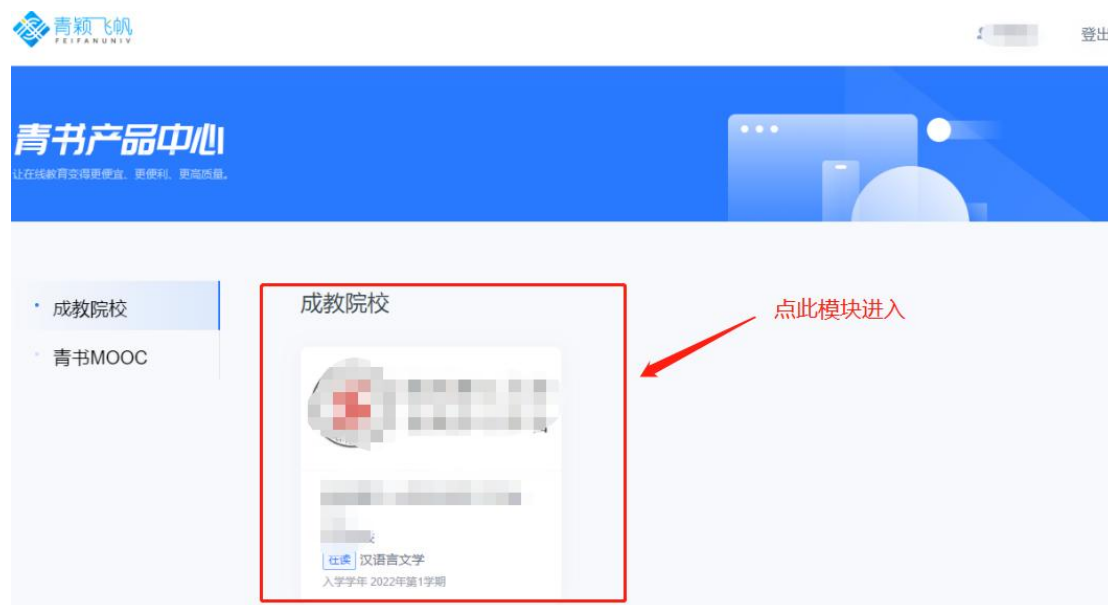 青颖飞帆
FEIFANUNIV
登出
青书产品中心
让在线教育变得更便宜、更便利、更高质量。
成教院校
青书MOOC
成教院校
点此模块进入
在读 汉语言文学
入学学年 2022年第1学期